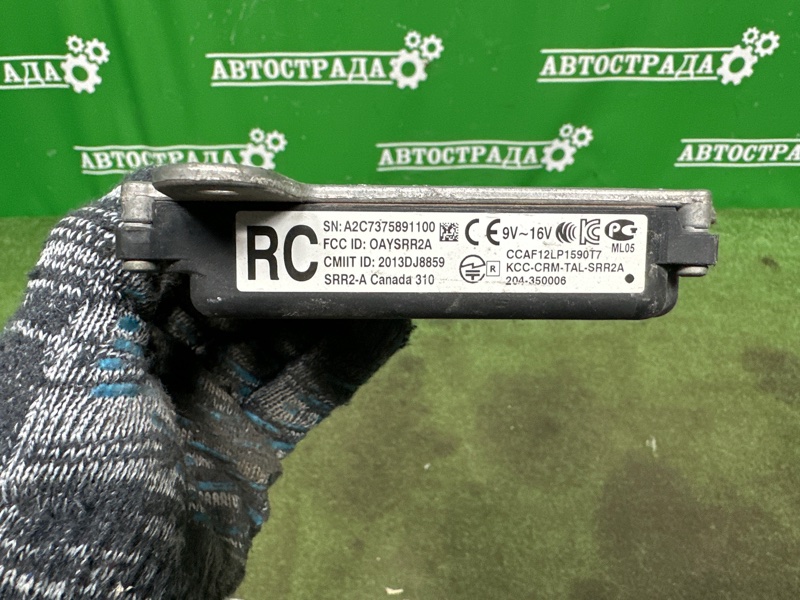 АВТОСТРАДА
АВТОСТРАДА
АВТОСТРАДА
АВТОСТРАДА
АВТОСТРАДА
RC
SN: A2C7375891100
FCC ID: OAYSRR2A
CMIIT ID: 2013DJ8859
SRR2-A Canada 310
CE 9V~16V
ML05
CCAF12LP1590T7
R KCC-CRM-TAL-SRR2A
204-350006